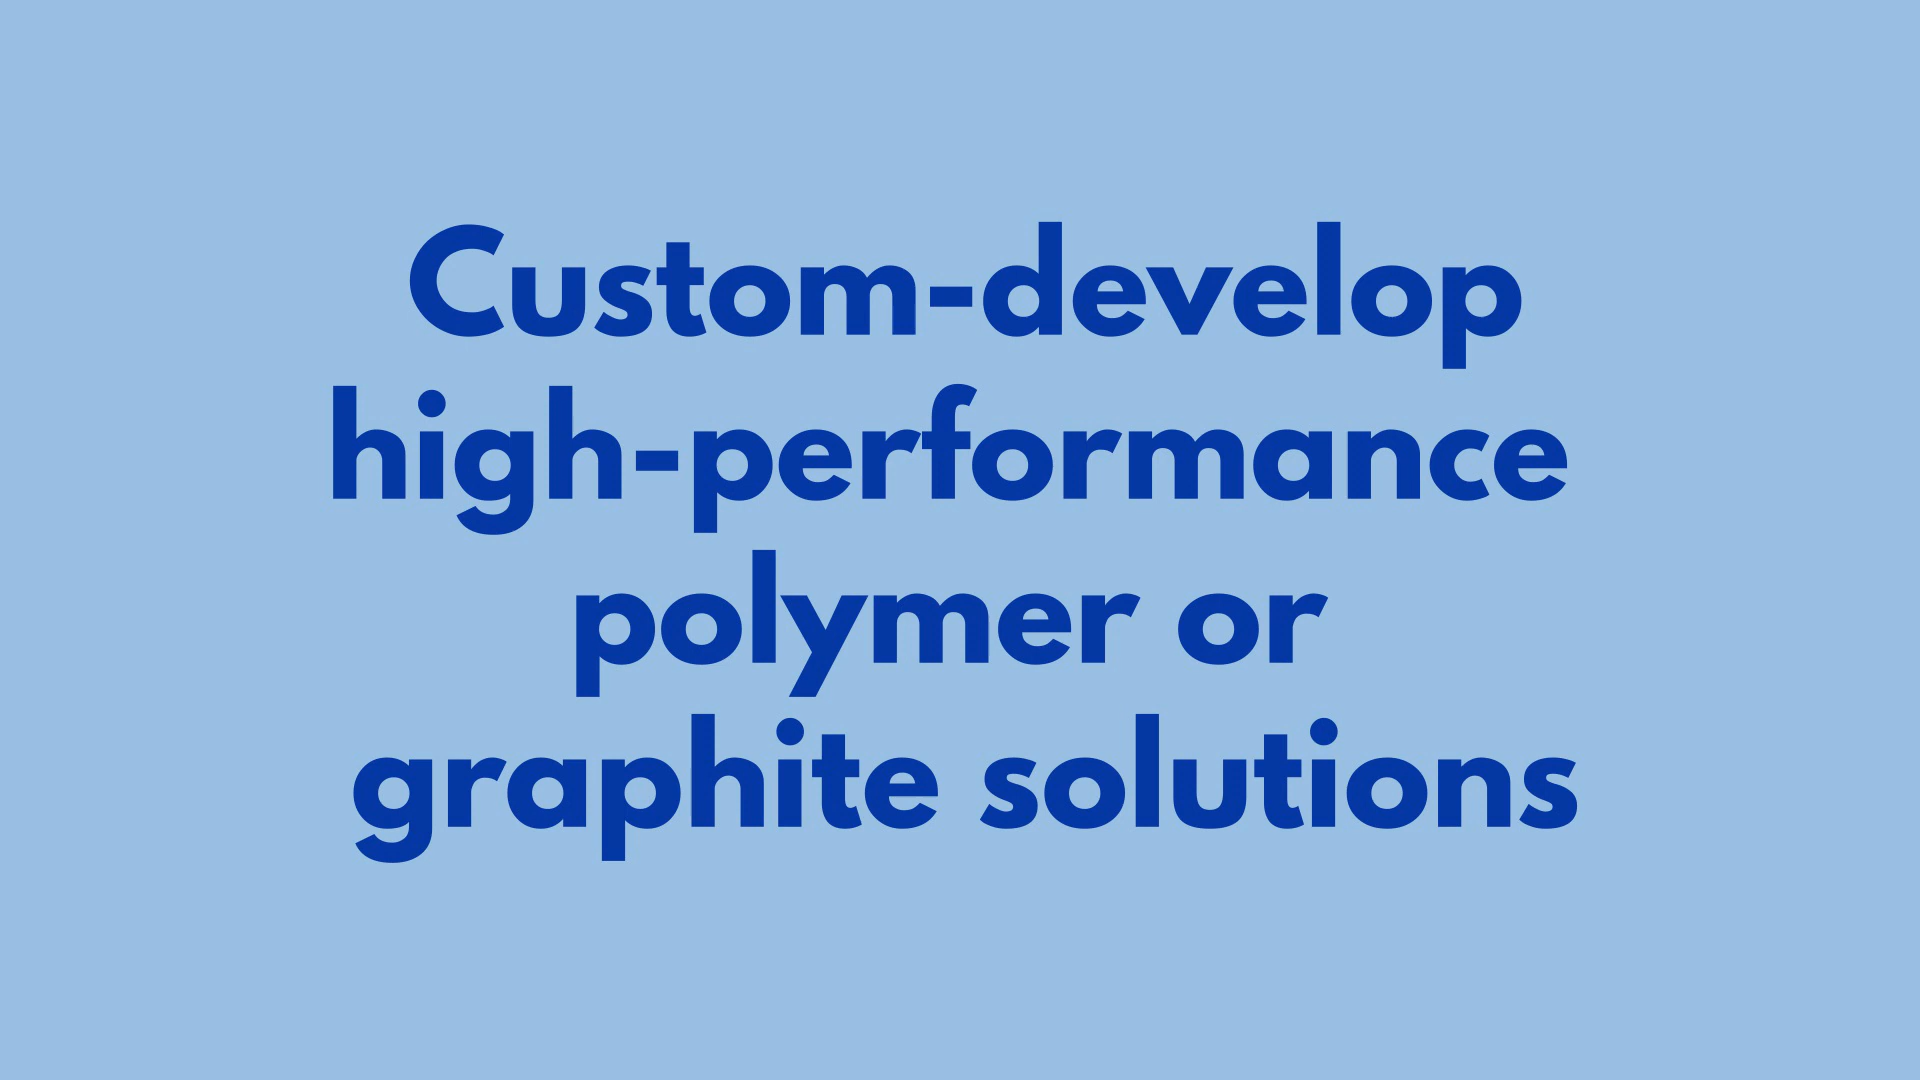 Custom-develop
high-performance
polymer or
graphite solutions